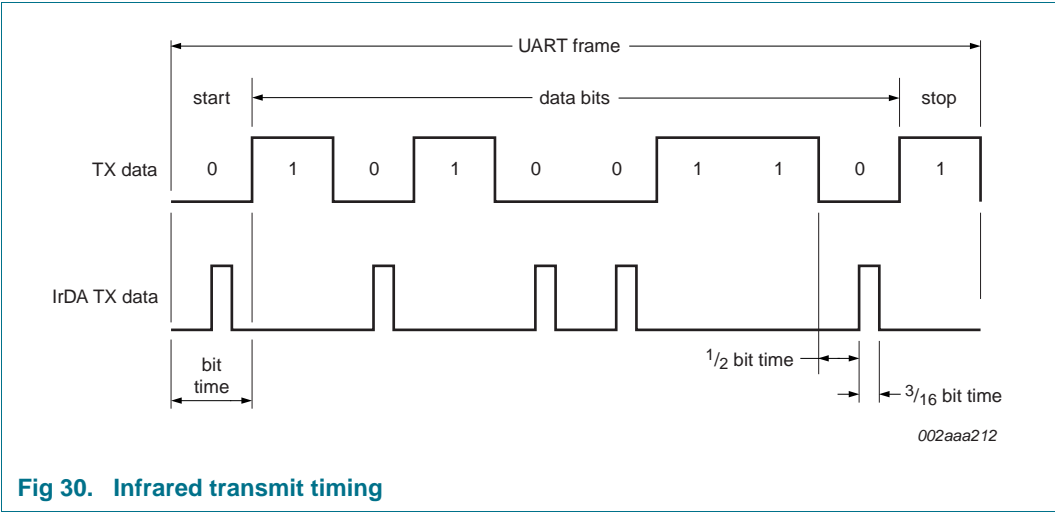 UART frame
start data bits stop
TX data 0 1 0 1 0 0 1 1 0 1
IrDA TX data
bit
time
1/2 bit time
3/16 bit time
002aaa212
Fig 30. Infrared transmit timing